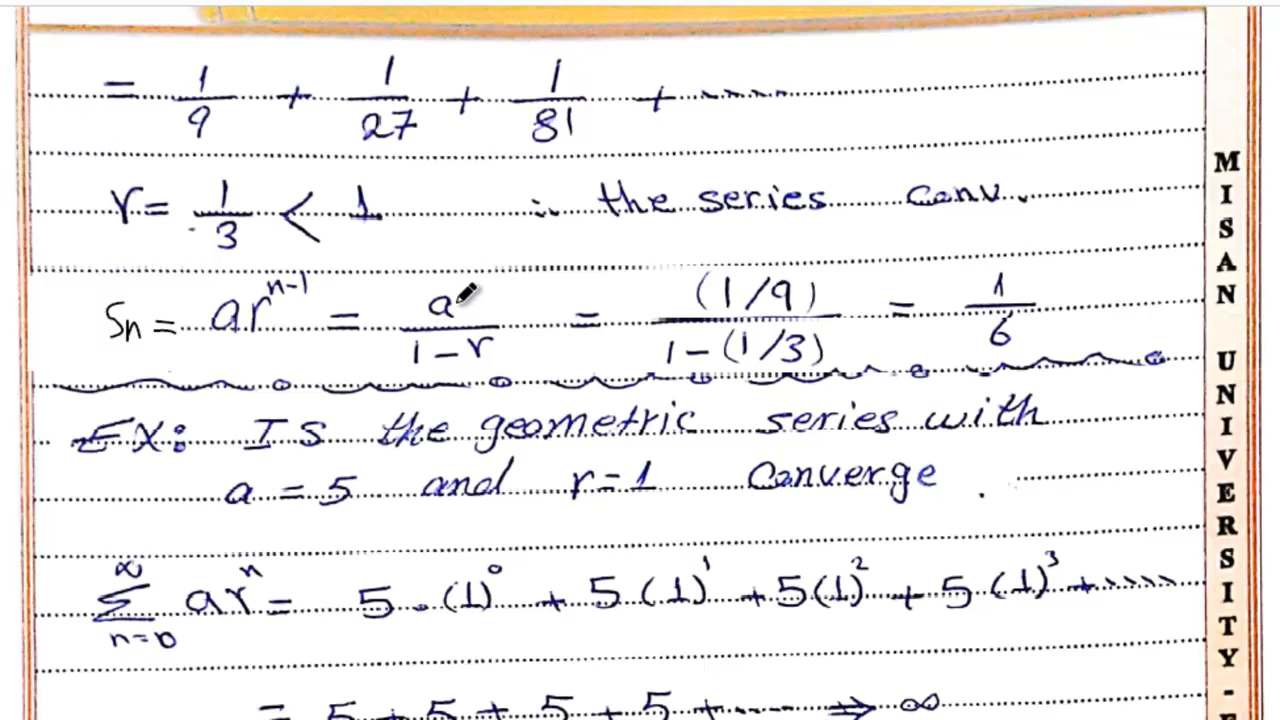 = 1/9 + 1/27 + 1/81 + .....
r = 1/3 < 1 ∴ the series conv.
Sn = ar^(n-1) = a/(1-r) = (1/9)/(1-(1/3)) = 1/6
EX: Is the geometric series with
a = 5 and r = 1 Converge .
∞∑n=0 ar^n = 5.(1)^0 + 5(1)^1 + 5(1)^2 + 5(1)^3 + .....
= 5 + 5 + 5 + 5 + ..... ⇒ ∞
MISAN UNIVERSITY -